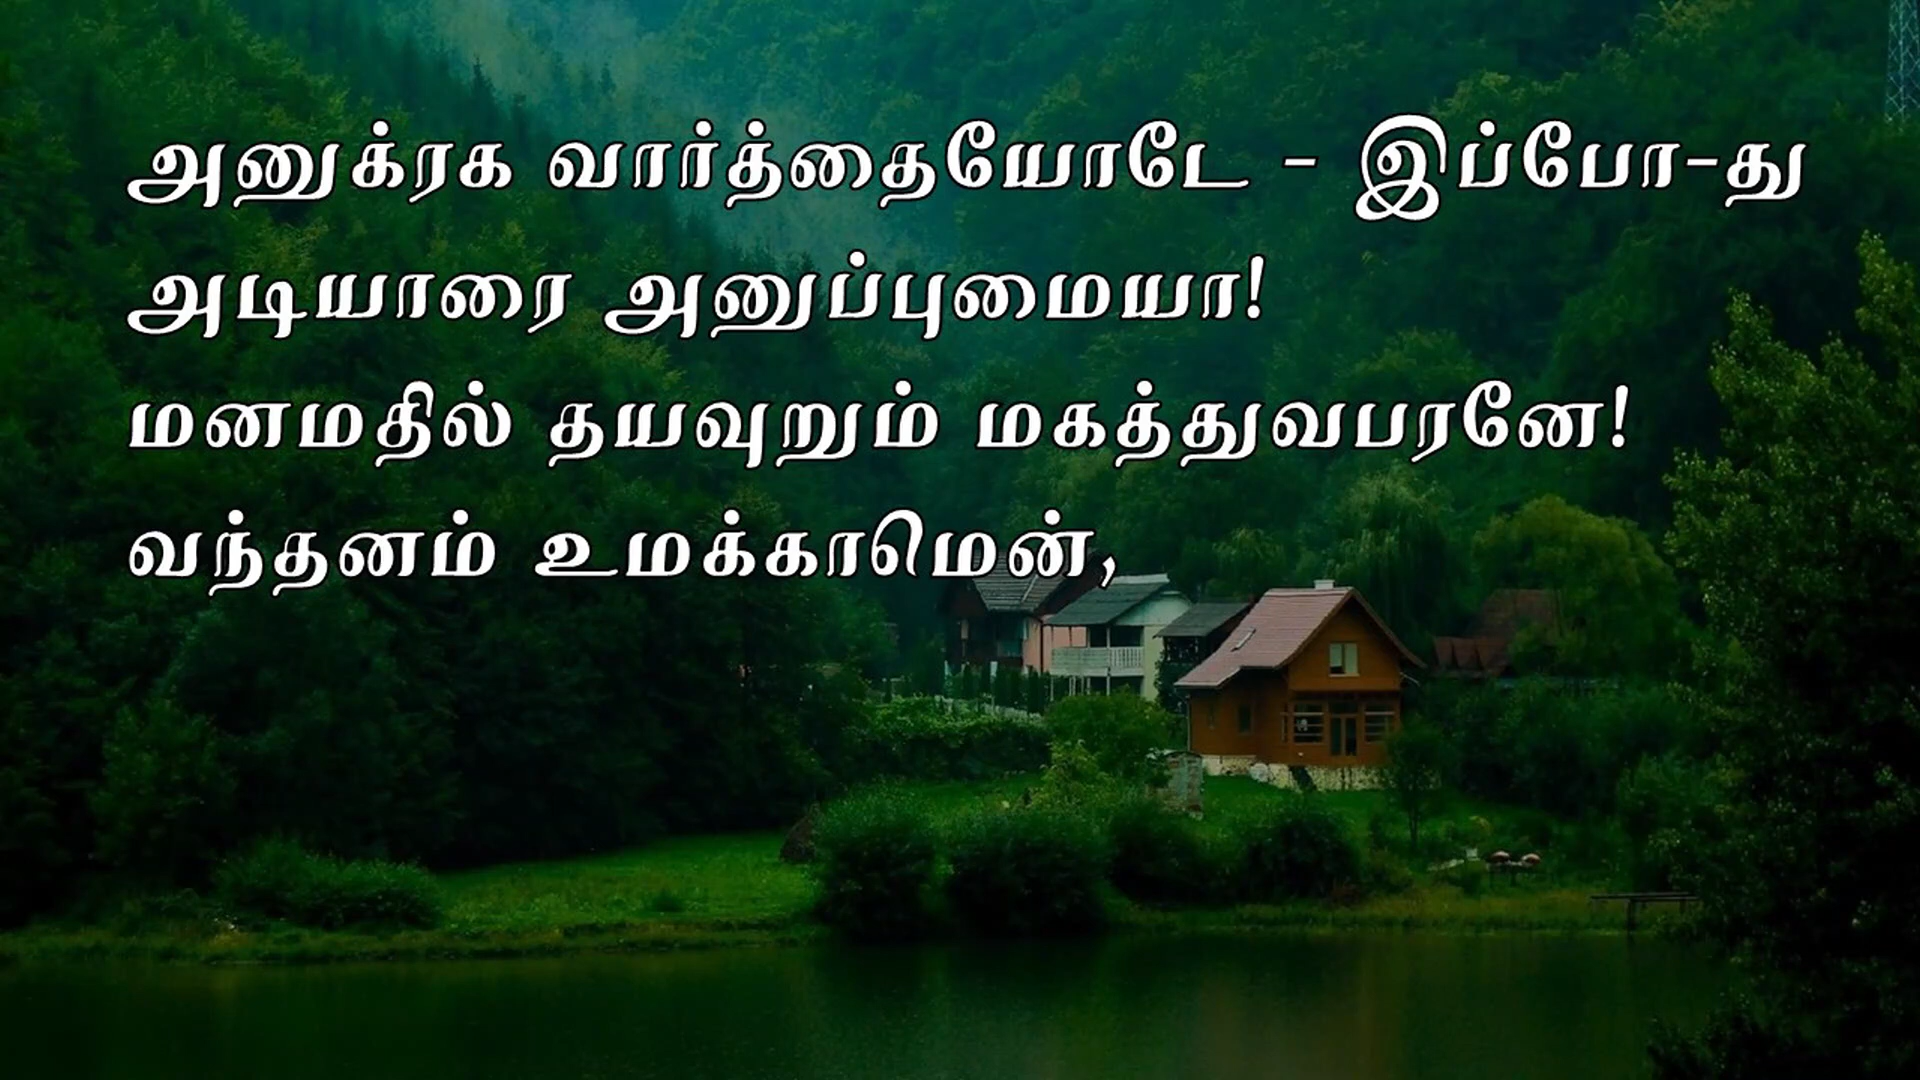 அனுக்ரக வார்த்தையோடே - இப்போ-து
அடியாரை அனுப்புமையா!
மனமதில் தயவுறும் மகத்துவபரனே!
வந்தனம் உமக்காமென்,